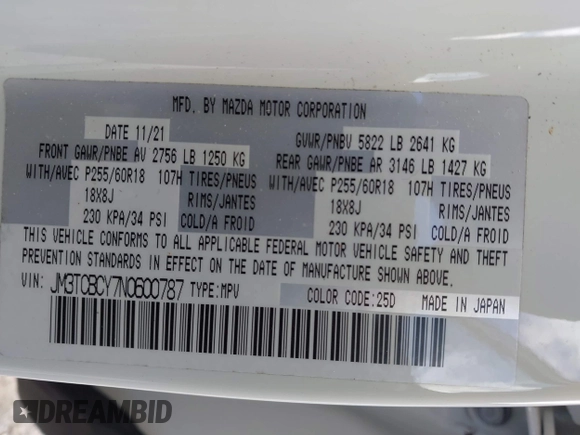 MFD. BY MAZDA MOTOR CORPORATION
DATE 11/21
GVWR/PNBV 5822 LB 2641 KG
FRONT GAWR/PNBE AV 2756 LB 1250 KG
REAR GAWR/PNBE AR 3146 LB 1427 KG
WITH/AVEC P255/60R18 107H TIRES/PNEUS
WITH/AVEC P255/60R18 107H TIRES/PNEUS
18X8J RIMS/JANTES
18X8J RIMS/JANTES
230 KPA/34 PSI COLD/A FROID
230 KPA/34 PSI COLD/A FROID
THIS VEHICLE CONFORMS TO ALL APPLICABLE FEDERAL MOTOR VEHICLE SAFETY AND THEFT
PREVENTION STANDARDS IN EFFECT ON THE DATE OF MANUFACTURE SHOWN ABOVE.
VIN: JM3TCBCY7N0600787 TYPE:MPV
COLOR CODE:25D MADE IN JAPAN
DREAMBID